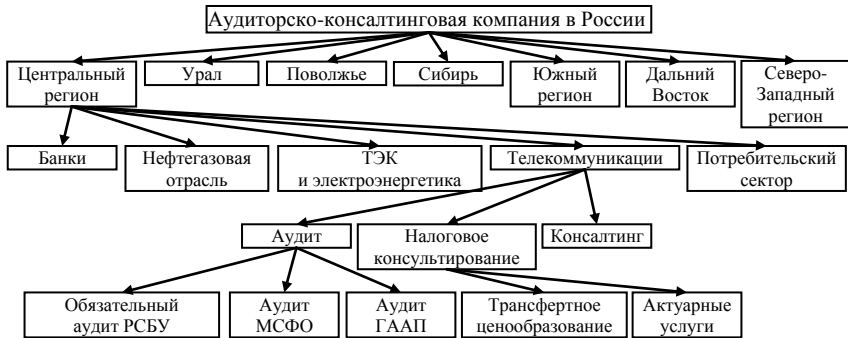 Аудиторско-консалтинговая компания в России
Центральный
регион
Урал
Поволжье
Сибирь
Южный
регион
Дальний
Восток
Северо-
Западный
регион
Банки
Нефтегазовая
отрасль
ТЭК
и электроэнергетика
Телекоммуникации
Потребительский
сектор
Аудит
Налоговое
консультирование
Консалтинг
Обязательный
аудит РСБУ
Аудит
МСФО
Аудит
ГААП
Трансфертное
ценообразование
Актуарные
услуги